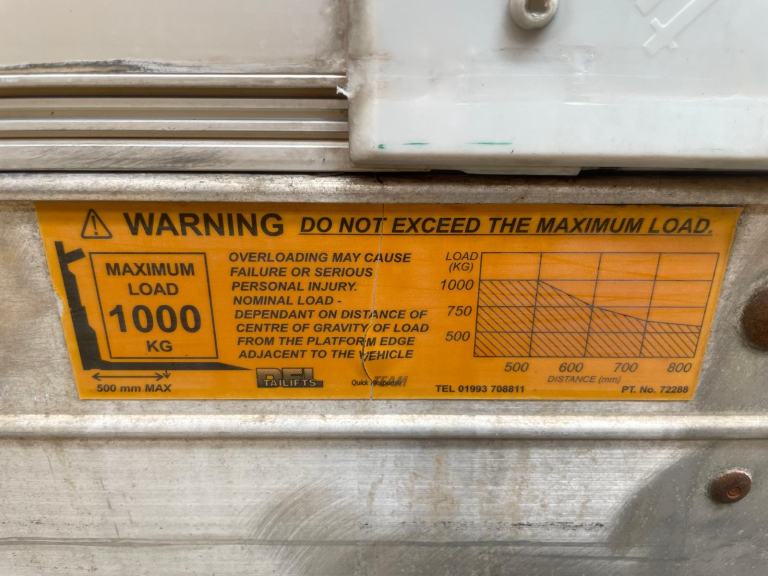 WARNING DO NOT EXCEED THE MAXIMUM LOAD.
MAXIMUM
LOAD
1000
KG
500 mm MAX
OVERLOADING MAY CAUSE
FAILURE OR SERIOUS
PERSONAL INJURY.
NOMINAL LOAD -
DEPENDANT ON DISTANCE OF
CENTRE OF GRAVITY OF LOAD
FROM THE PLATFORM EDGE
ADJACENT TO THE VEHICLE
LOAD
(KG)
1000
750
500
500 600 700 800
DISTANCE (mm)
DEL
TAILIFTS
TEAM
TEL 01993 708811
PT. No. 72288